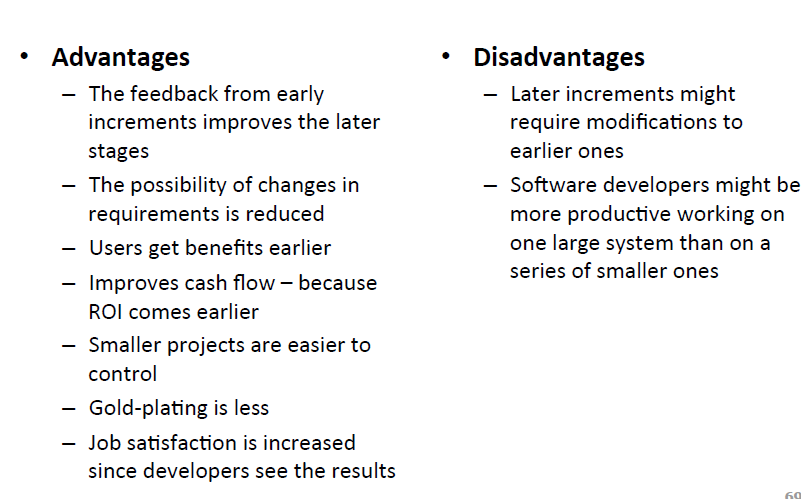 • Advantages
– The feedback from early
increments improves the later
stages
– The possibility of changes in
requirements is reduced
– Users get benefits earlier
– Improves cash flow – because
ROI comes earlier
– Smaller projects are easier to
control
– Gold-plating is less
– Job satisfaction is increased
since developers see the results
• Disadvantages
– Later increments might
require modifications to
earlier ones
– Software developers might be
more productive working on
one large system than on a
series of smaller ones
69